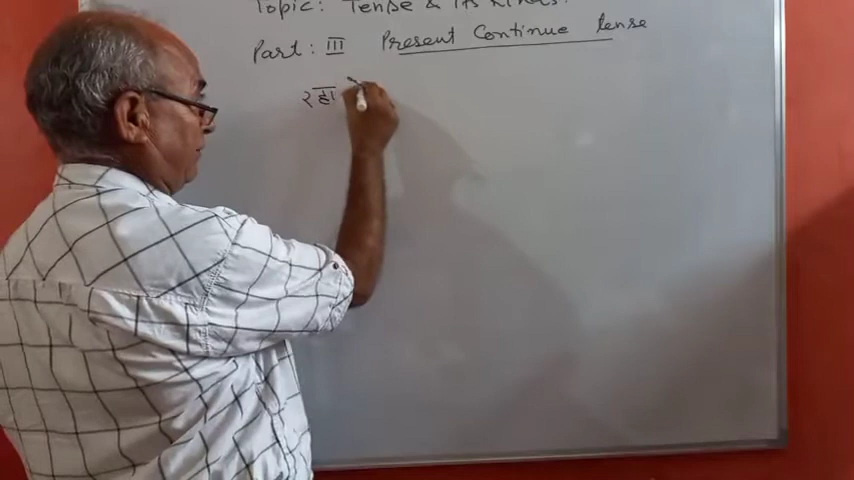 Topic: Tense & its kinds.
Part: III Present Continue tense
रहा